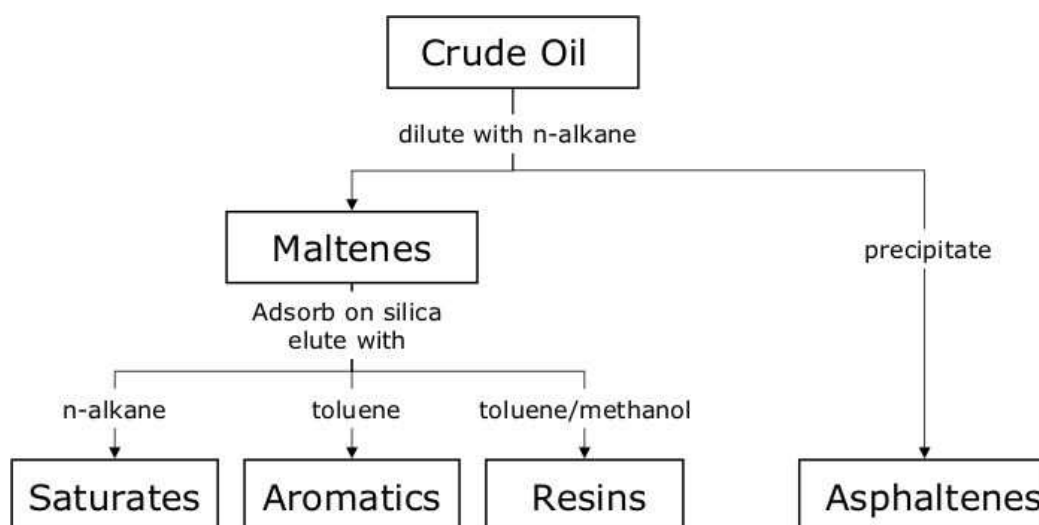 Crude Oil
dilute with n-alkane
Maltenes
precipitate
Adsorb on silica
elute with
n-alkane
toluene
toluene/methanol
Saturates
Aromatics
Resins
Asphaltenes